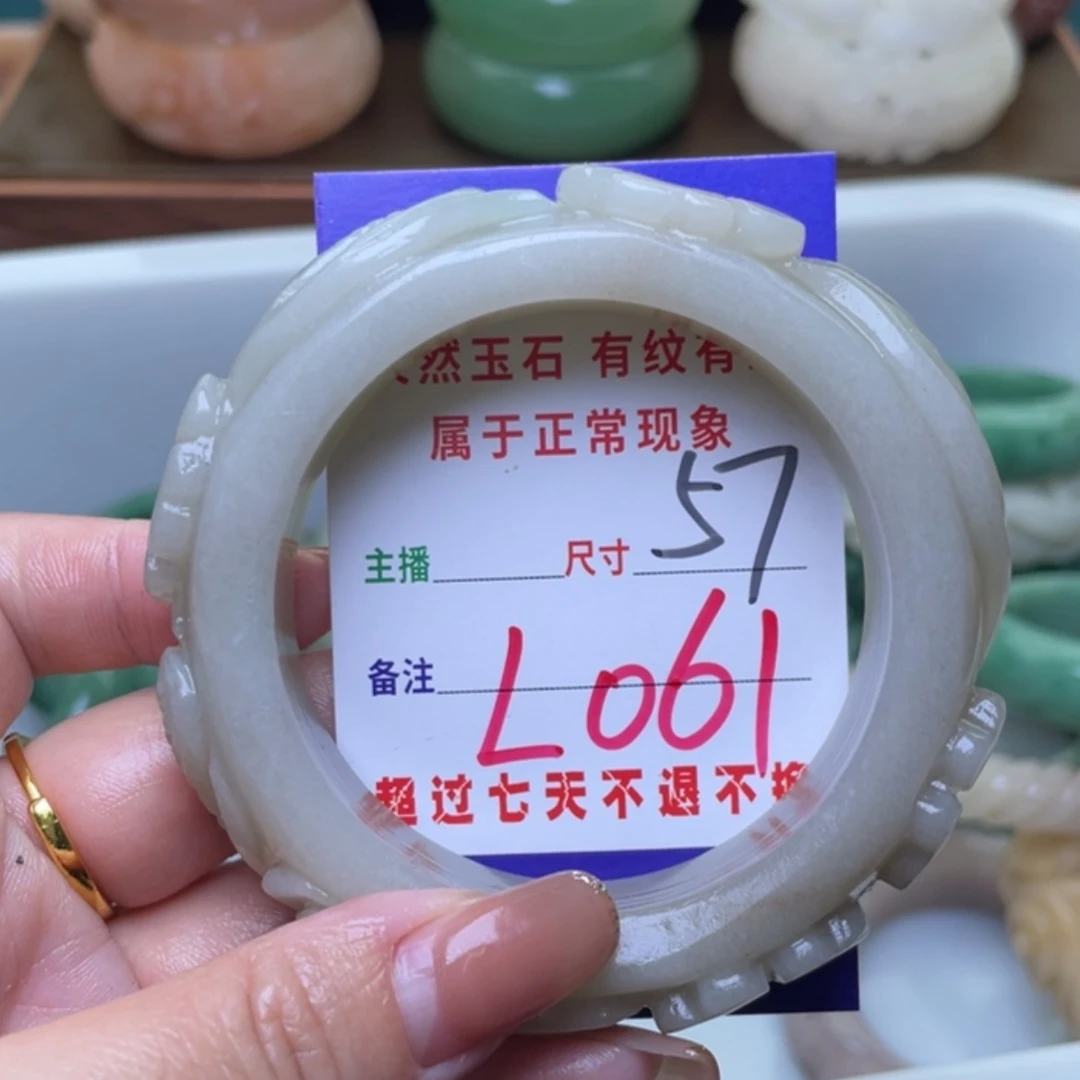 然玉石 有纹有
属于正常现象
主播 尺寸 57
备注 L061
超过七天不退不换